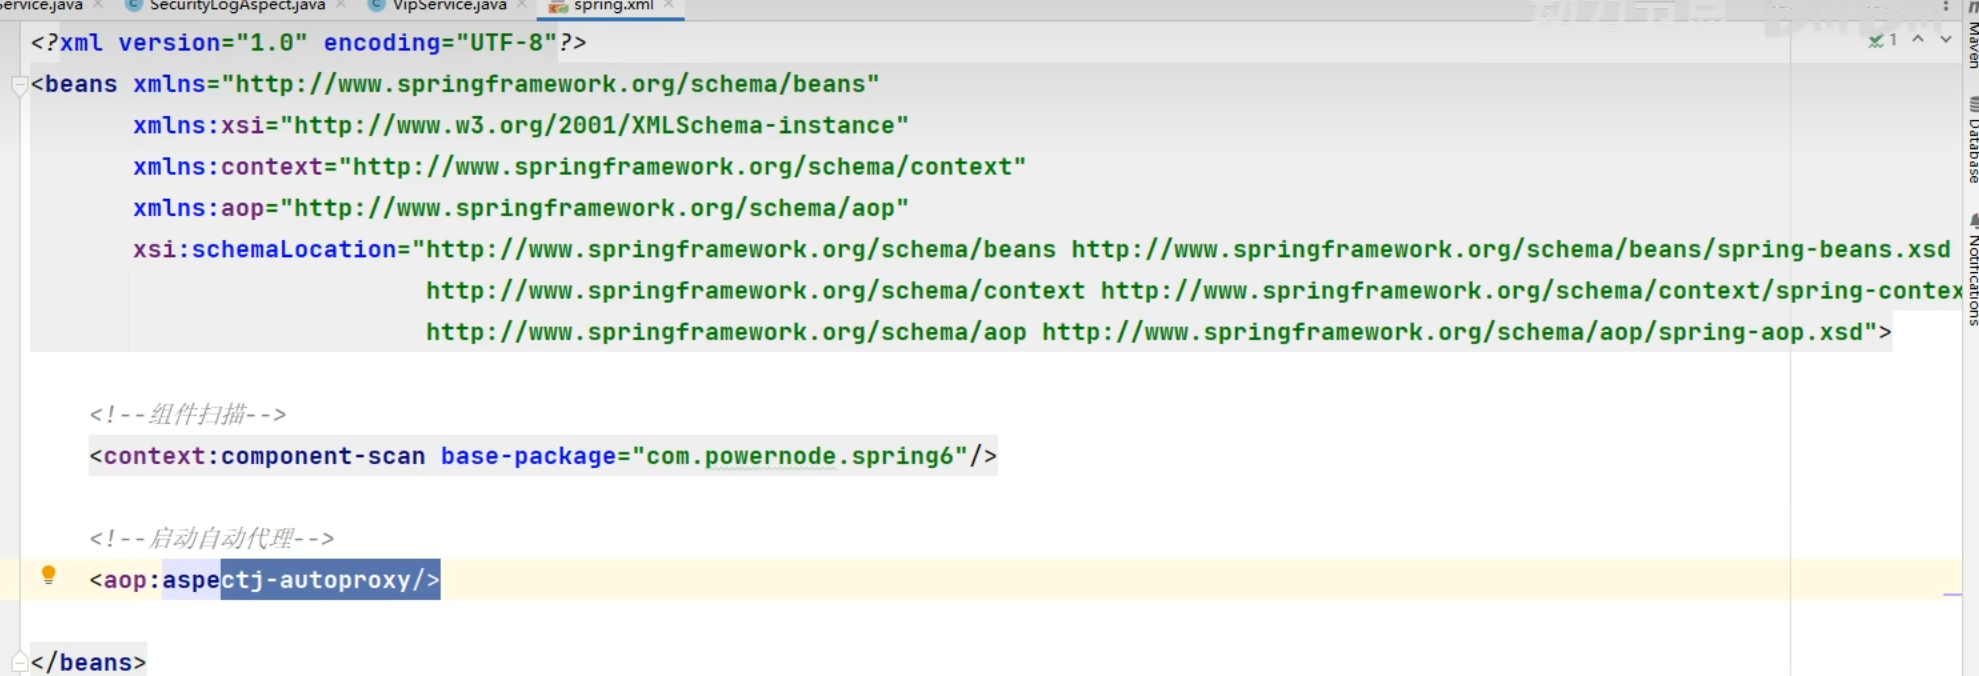 ervice.java
SecurityLogAspect.java
VipService.java
spring.xml
<?xml version="1.0" encoding="UTF-8"?>
1
<beans xmlns="http://www.springframework.org/schema/beans"
xmlns:xsi="http://www.w3.org/2001/XMLSchema-instance"
xmlns:context="http://www.springframework.org/schema/context"
xmlns:aop="http://www.springframework.org/schema/aop"
xsi:schemaLocation="http://www.springframework.org/schema/beans http://www.springframework.org/schema/beans/spring-beans.xsd
http://www.springframework.org/schema/context http://www.springframework.org/schema/context/spring-contex
http://www.springframework.org/schema/aop http://www.springframework.org/schema/aop/spring-aop.xsd">
<!--组件扫描-->
<context:component-scan base-package="com.powernode.spring6"/>
<!--启动自动代理-->
<aop:aspectj-autoproxy/>
</beans>
Maven
Database
Notifications